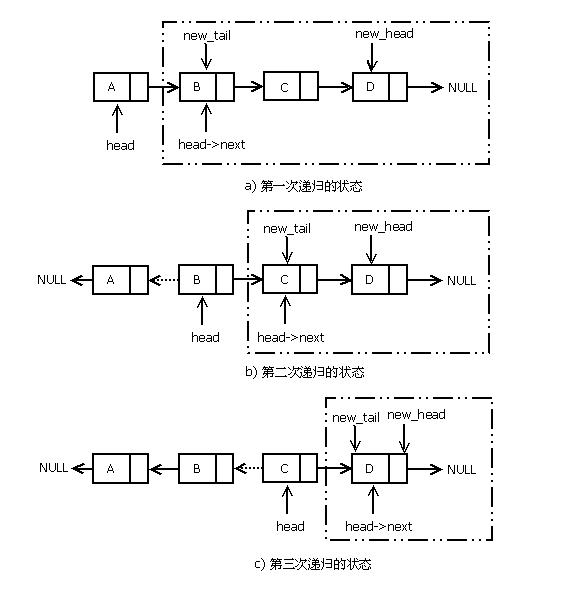 new_tail new_head
A B C D NULL
head head->next
a) 第一次递归的状态
new_tail new_head
NULL A B C D NULL
head head->next
b) 第二次递归的状态
new_tail new_head
NULL A B C D NULL
head head->next
c) 第三次递归的状态